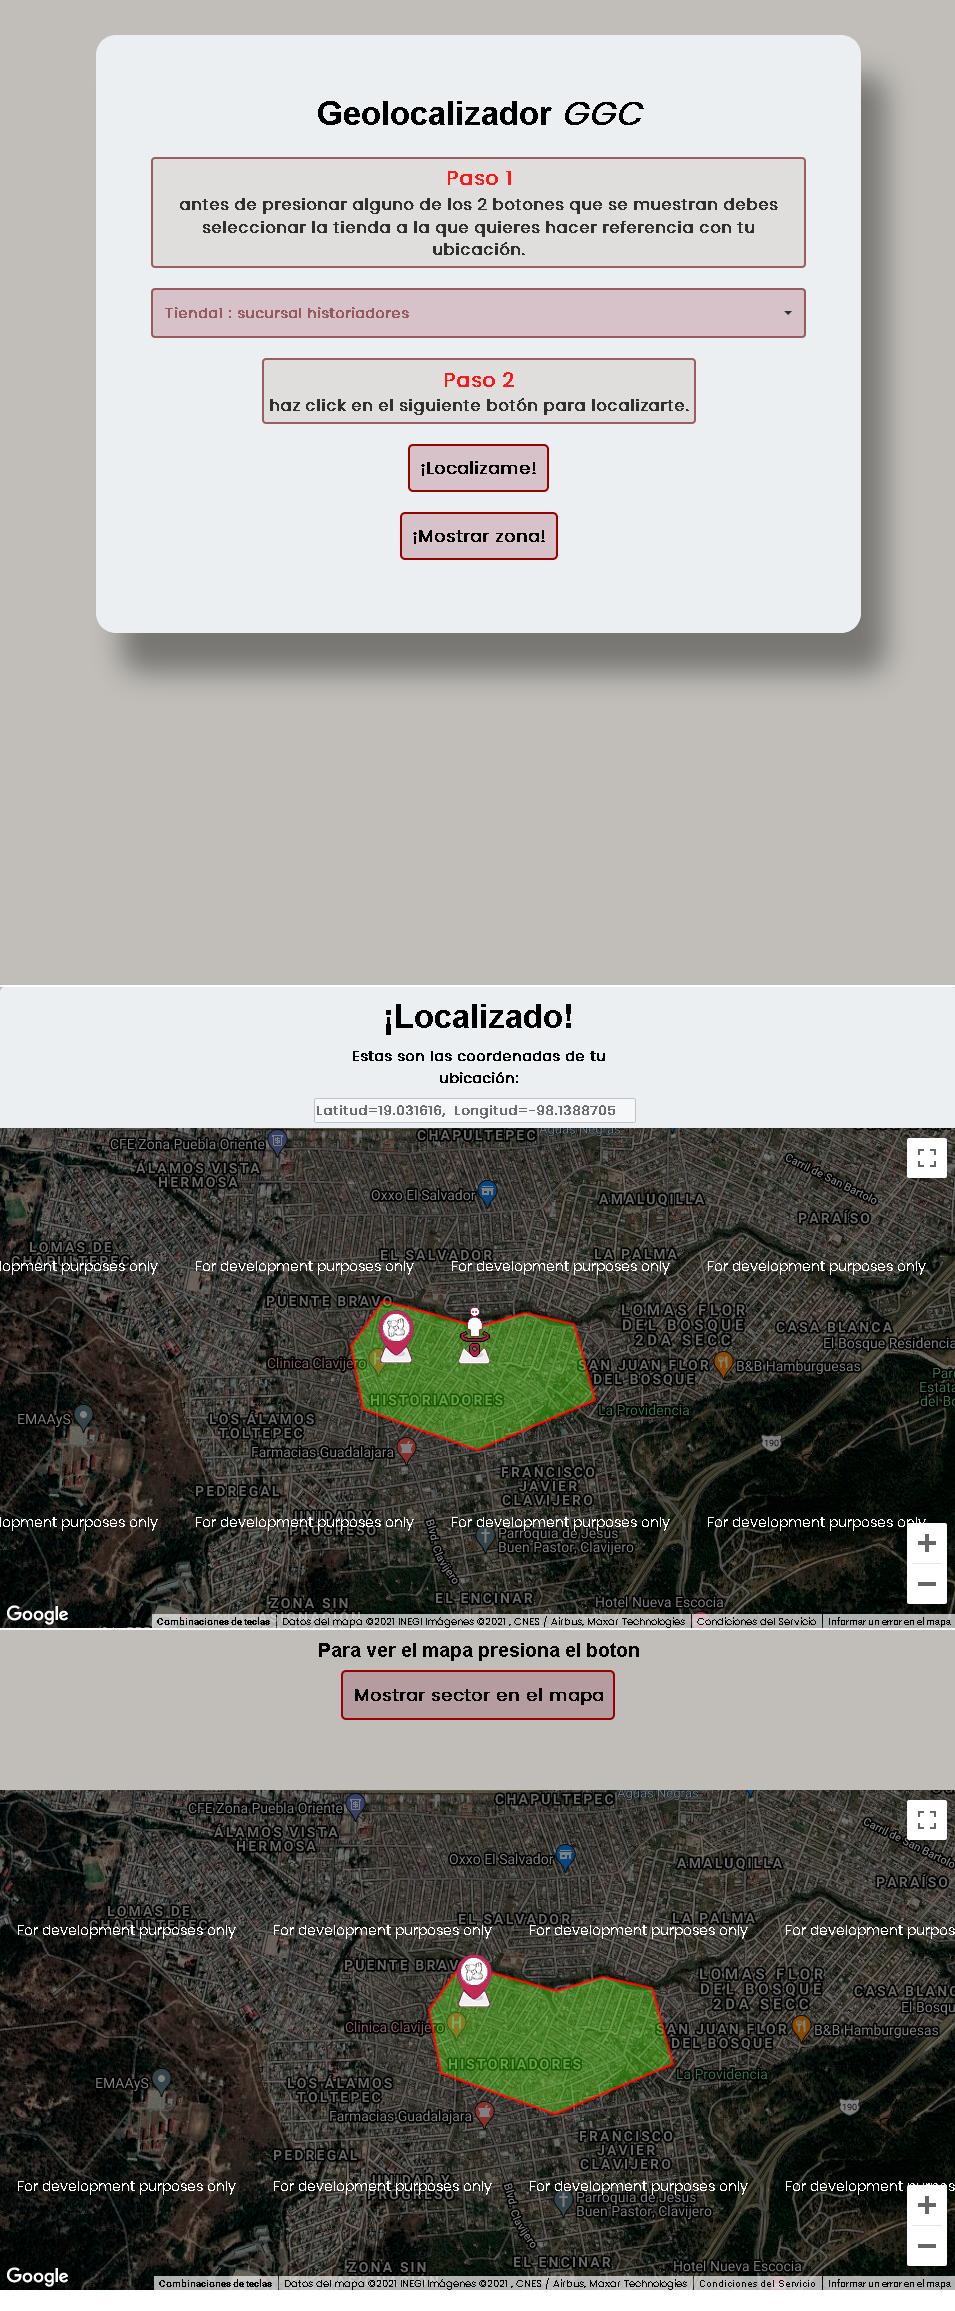 Geolocalizador GGC
Paso 1
antes de presionar alguno de los 2 botones que se muestran debes
seleccionar la tienda a la que quieres hacer referencia con tu
ubicación.
Tienda1 : sucursal historiadores
Paso 2
haz click en el siguiente botón para localizarte.
¡Localizame!
¡Mostrar zona!
¡Localizado!
Estas son las coordenadas de tu
ubicación:
Latitud=19.031616, Longitud=-98.1388705
CHAPULTEPEC
Aguas Negras
CFE Zona Puebla Oriente
ÁLAMOS VISTA
HERMOSA
Carril de San Bartolo
Oxxo El Salvador
AMALUQILLA
PARAÍSO
LOMAS DE
CHAPULTEPEC
EL SALVADOR
LA PALMA
lopment purposes only
For development purposes only
For development purposes only
For development purposes only
PUENTE BRAVO
LOMAS FLOR
DEL BOSQUE
2DA SECC
CASA BLANCA
El Bosque Residencia
Clinica Clavijero
SAN JUAN FLOR
DEL BOSQUE
B&B Hamburguesas
Par
Estata
del Bo
HISTORIADORES
La Providencia
EMAAyS
LOS ÁLAMOS
TOLTEPEC
Farmacias Guadalajara
190
FRANCISCO
JAVIER
CLAVIJERO
PEDREGAL
UNIDAD Y
PROGRESO
lopment purposes only
For development purposes only
For development purposes only
For development purposes only
Blvd. Clavijero
Parroquia de Jesus
Buen Pastor, Clavijero
EL ENCINAR
ZONA SIN
Hotel Nueva Escocia
Google
Combinaciones de teclas
Datos del mapa ©2021 INEGI Imágenes ©2021 , CNES / Airbus, Maxar Technologies
Condiciones del Servicio
Informar un error en el mapa
Para ver el mapa presiona el boton
Mostrar sector en el mapa
CHAPULTEPEC
Aguas Negras
CFE Zona Puebla Oriente
ÁLAMOS VISTA
HERMOSA
Carril de San Bartolo
Oxxo El Salvador
AMALUQILLA
PARAÍSO
LOMAS DE
CHAPULTEPEC
EL SALVADOR
LA PALMA
For development purposes only
For development purposes only
For development purposes only
For development purpos
PUENTE BRAV
LOMAS FLOR
DEL BOSQUE
2DA SECC
CASA BLANC
El Bosqu
Clinica Clavijero
SAN JUAN FLOR
DEL BOSQUE
B&B Hamburguesas
HISTORIADORES
La Providencia
EMAAyS
LOS ÁLAMOS
TOLTEPEC
Farmacias Guadalajara
190
FRANCISCO
JAVIER
CLAVIJERO
PEDREGAL
UNIDAD Y
PROGRESO
For development purposes only
For development purposes only
For development purposes only
For development purpos
Blvd. Clavijero
Parroquia de Jesus
Buen Pastor, Clavijero
EL ENCINAR
ZONA SIN
Hotel Nueva Escocia
Google
Combinaciones de teclas
Datos del mapa ©2021 INEGI Imágenes ©2021 , CNES / Airbus, Maxar Technologies
Condiciones del Servicio
Informar un error en el mapa